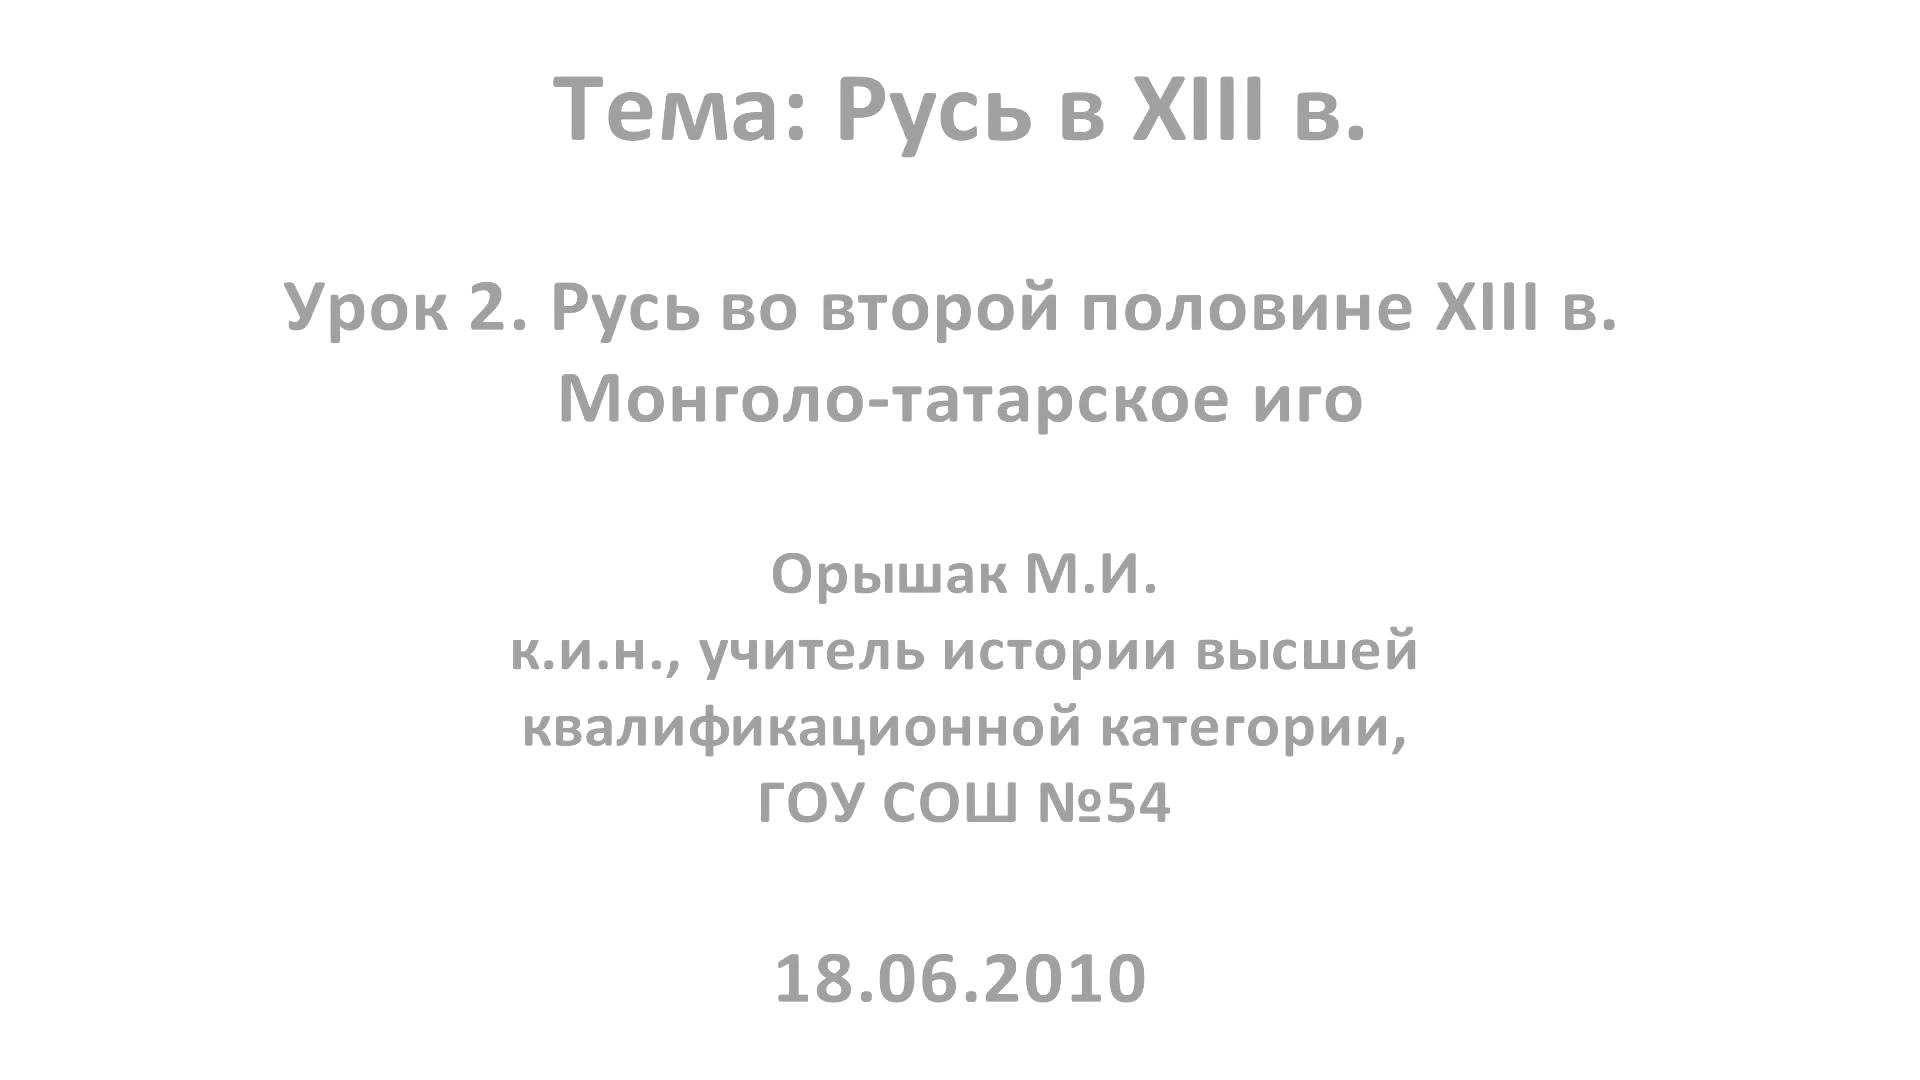 Тема: Русь в XIII в.
Урок 2. Русь во второй половине XIII в.
Монголо-татарское иго
Орышак М.И.
к.и.н., учитель истории высшей
квалификационной категории,
ГОУ СОШ №54
18.06.2010